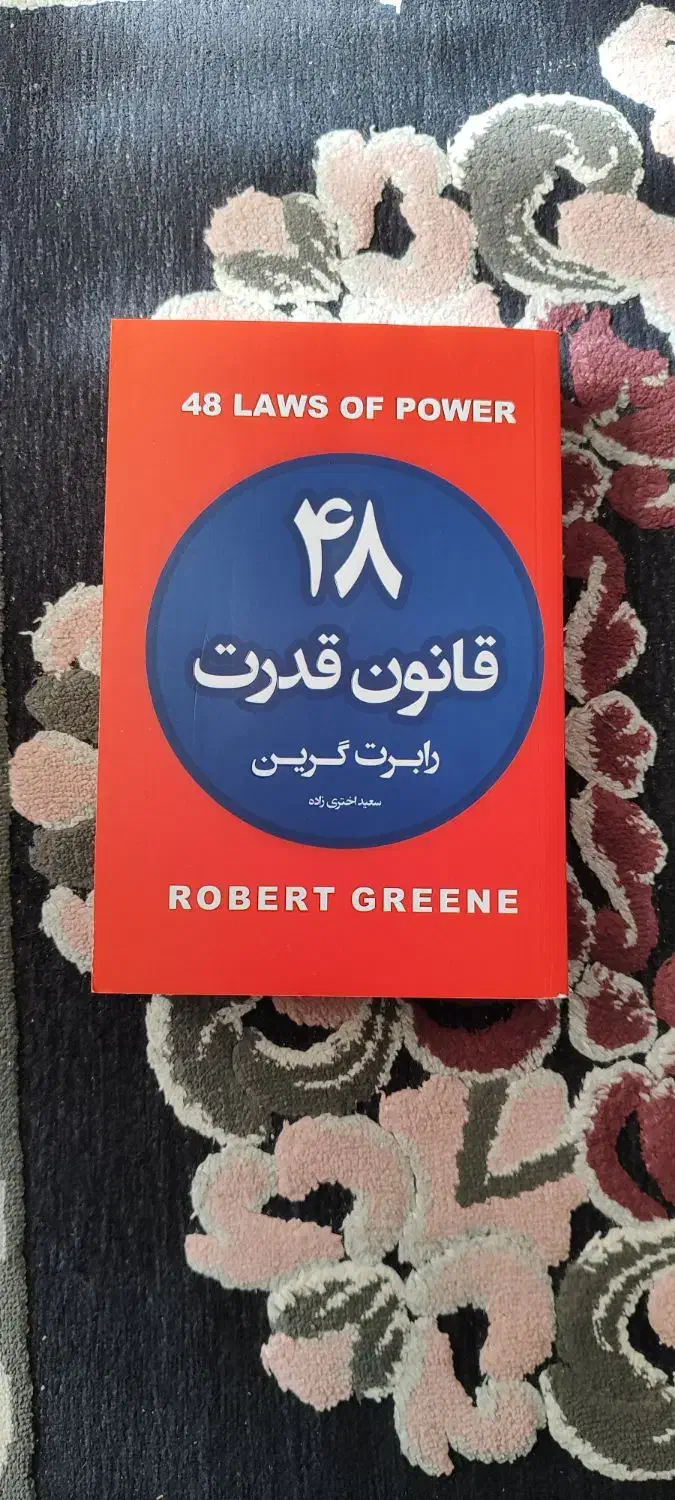 48 LAWS OF POWER
۴۸
قانون قدرت
رابرت گرین
سعید اختری زاده
ROBERT GREENE